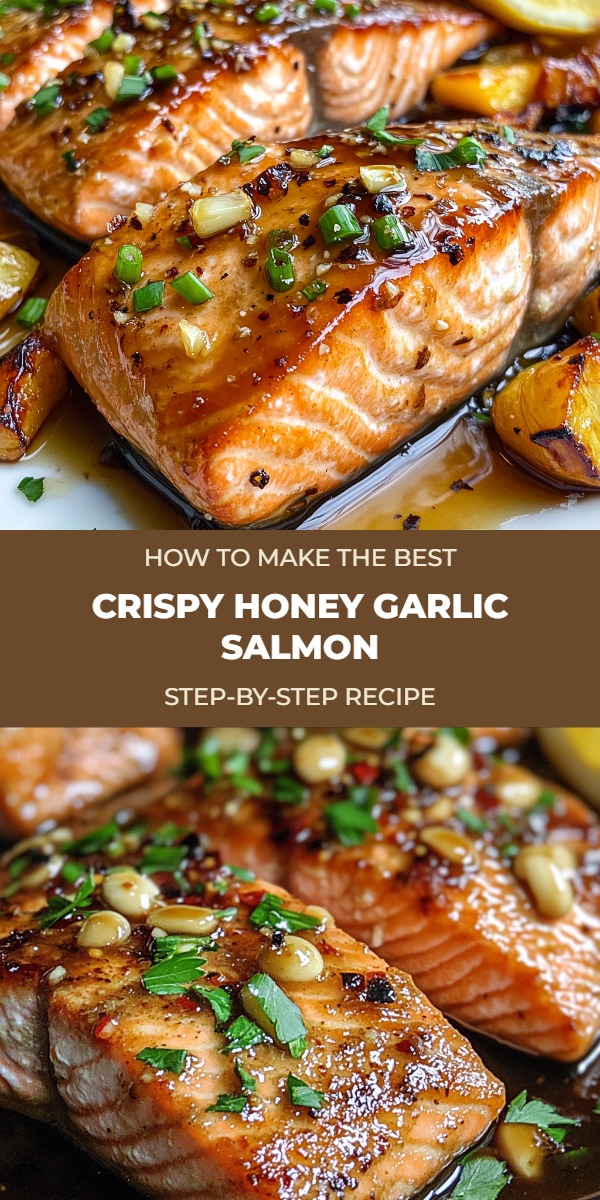 HOW TO MAKE THE BEST
CRISPY HONEY GARLIC
SALMON
STEP-BY-STEP RECIPE